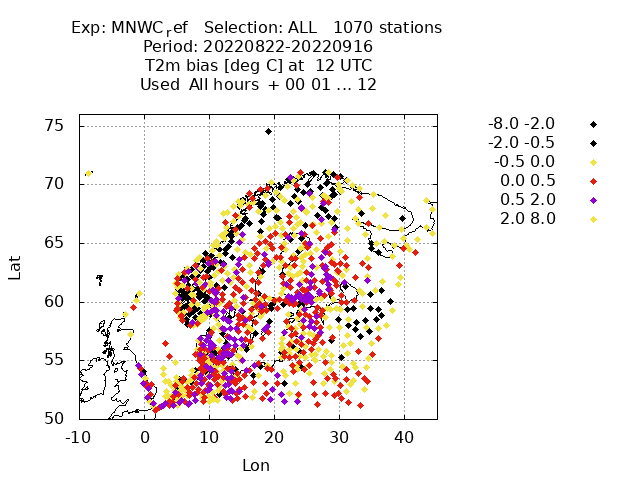 Exp: MNWC_ref   Selection: ALL   1070 stations
Period: 20220822-20220916
T2m bias [deg C] at  12 UTC
Used  All hours  + 00 01 ... 12
-8.0 -2.0
-2.0 -0.5
-0.5 0.0
0.0 0.5
0.5 2.0
2.0 8.0
75
70
65
60
55
50
Lat
-10 0 10 20 30 40
Lon